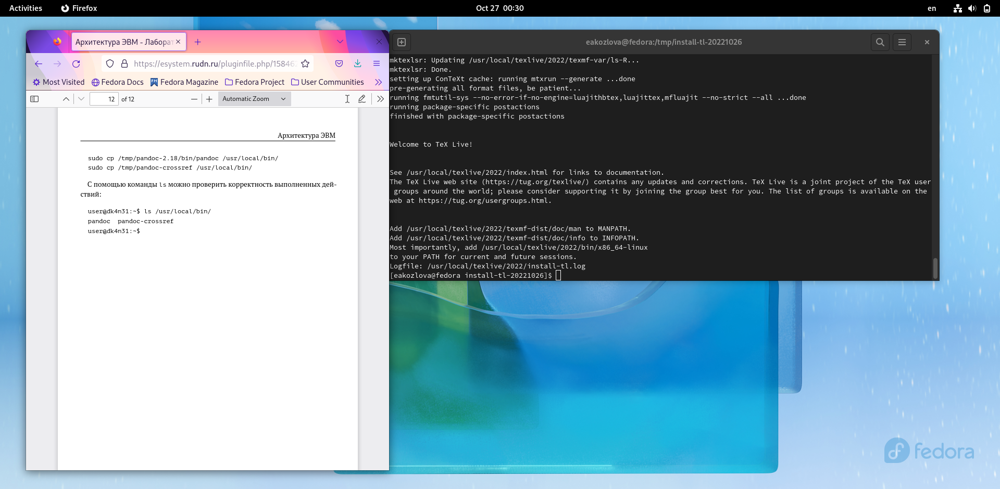 Activities Firefox Oct 27 00:30 en
Архитектура ЭВМ - Лаборат
https://esystem.rudn.ru/pluginfile.php/15846
Most Visited Fedora Docs Fedora Magazine Fedora Project User Communities
12 of 12 Automatic Zoom
Архитектура ЭВМ
sudo cp /tmp/pandoc-2.18/bin/pandoc /usr/local/bin/
sudo cp /tmp/pandoc-crossref /usr/local/bin/
С помощью команды ls можно проверить корректность выполненных дей-
ствий:
user@dk4n31:~$ ls /usr/local/bin/
pandoc pandoc-crossref
user@dk4n31:~$
eakozlova@fedora:/tmp/install-tl-20221026
mktexlsr: Updating /usr/local/texlive/2022/texmf-var/ls-R...
mktexlsr: Done.
setting up ConTeXt cache: running mtxrun --generate ...done
pre-generating all format files, be patient...
running fmtutil-sys --no-error-if-no-engine=luajithbtex,luajittex,mfluajit --no-strict --all ...done
running package-specific postactions
finished with package-specific postactions
Welcome to TeX Live!
See /usr/local/texlive/2022/index.html for links to documentation.
The TeX Live web site (https://tug.org/texlive/) contains any updates and corrections. TeX Live is a joint project of the TeX user
groups around the world; please consider supporting it by joining the group best for you. The list of groups is available on the
web at https://tug.org/usergroups.html.
Add /usr/local/texlive/2022/texmf-dist/doc/man to MANPATH.
Add /usr/local/texlive/2022/texmf-dist/doc/info to INFOPATH.
Most importantly, add /usr/local/texlive/2022/bin/x86_64-linux
to your PATH for current and future sessions.
Logfile: /usr/local/texlive/2022/install-tl.log
[eakozlova@fedora install-tl-20221026]$
fedora